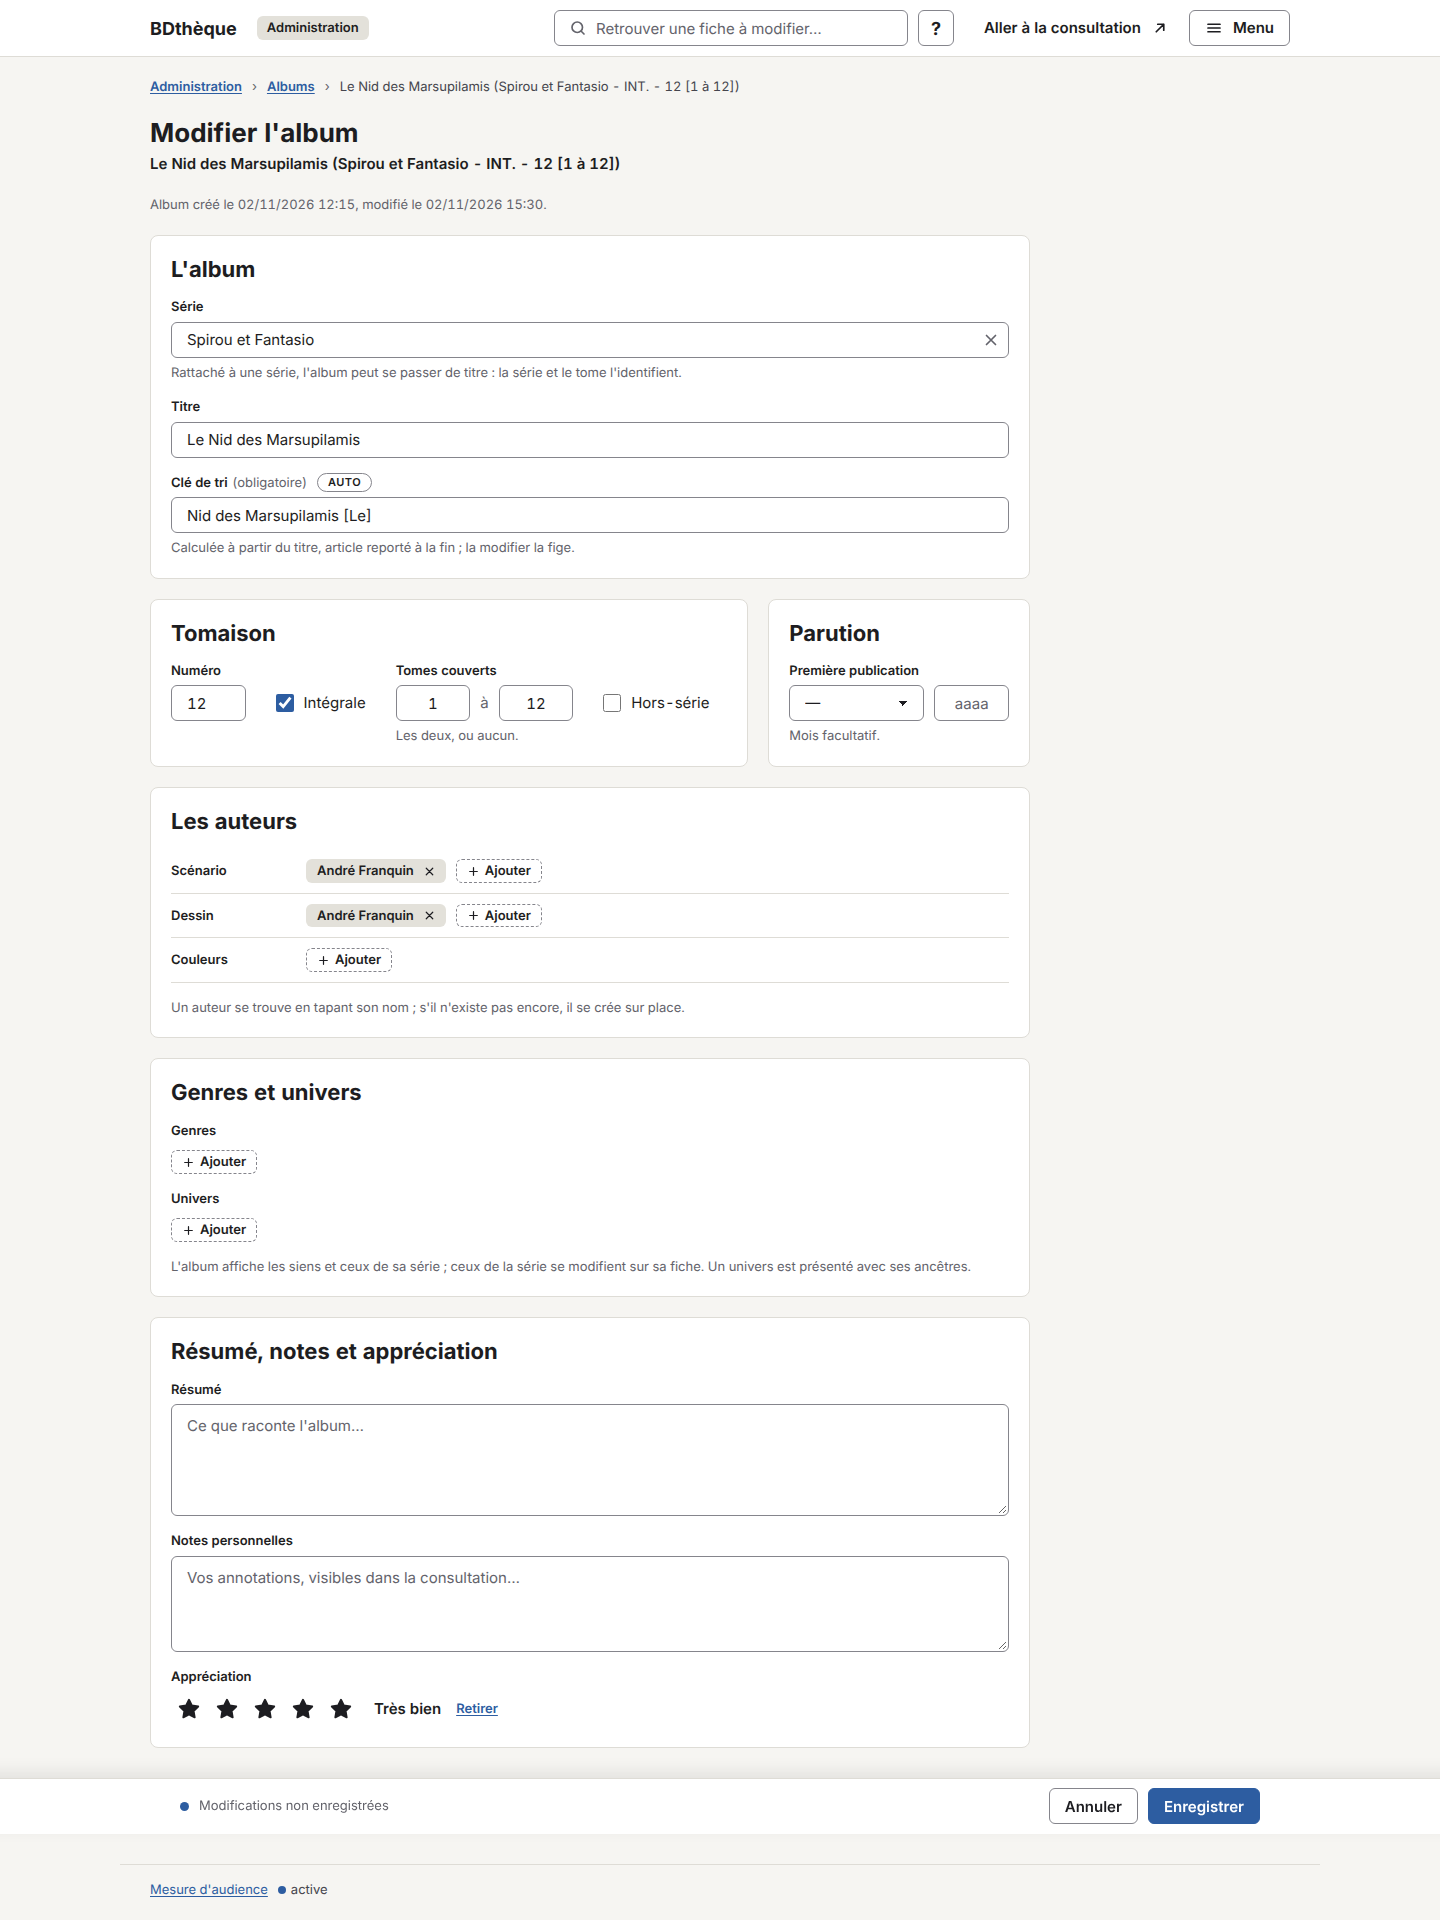 BDthèque Administration Retrouver une fiche à modifier... ? Aller à la consultation Menu
Administration › Albums › Le Nid des Marsupilamis (Spirou et Fantasio - INT. - 12 [1 à 12])
Modifier l'album
Le Nid des Marsupilamis (Spirou et Fantasio - INT. - 12 [1 à 12])
Album créé le 02/11/2026 12:15, modifié le 02/11/2026 15:30.
L'album
Série
Spirou et Fantasio
Rattaché à une série, l'album peut se passer de titre : la série et le tome l'identifient.
Titre
Le Nid des Marsupilamis
Clé de tri (obligatoire) AUTO
Nid des Marsupilamis [Le]
Calculée à partir du titre, article reporté à la fin ; la modifier la fige.
Tomaison
Numéro Tomes couverts
12 Intégrale 1 à 12 Hors-série
Les deux, ou aucun.
Parution
Première publication
— aaaa
Mois facultatif.
Les auteurs
Scénario André Franquin Ajouter
Dessin André Franquin Ajouter
Couleurs Ajouter
Un auteur se trouve en tapant son nom ; s'il n'existe pas encore, il se crée sur place.
Genres et univers
Genres
Ajouter
Univers
Ajouter
L'album affiche les siens et ceux de sa série ; ceux de la série se modifient sur sa fiche. Un univers est présenté avec ses ancêtres.
Résumé, notes et appréciation
Résumé
Ce que raconte l'album...
Notes personnelles
Vos annotations, visibles dans la consultation...
Appréciation
Très bien Retirer
Modifications non enregistrées Annuler Enregistrer
Mesure d'audience active